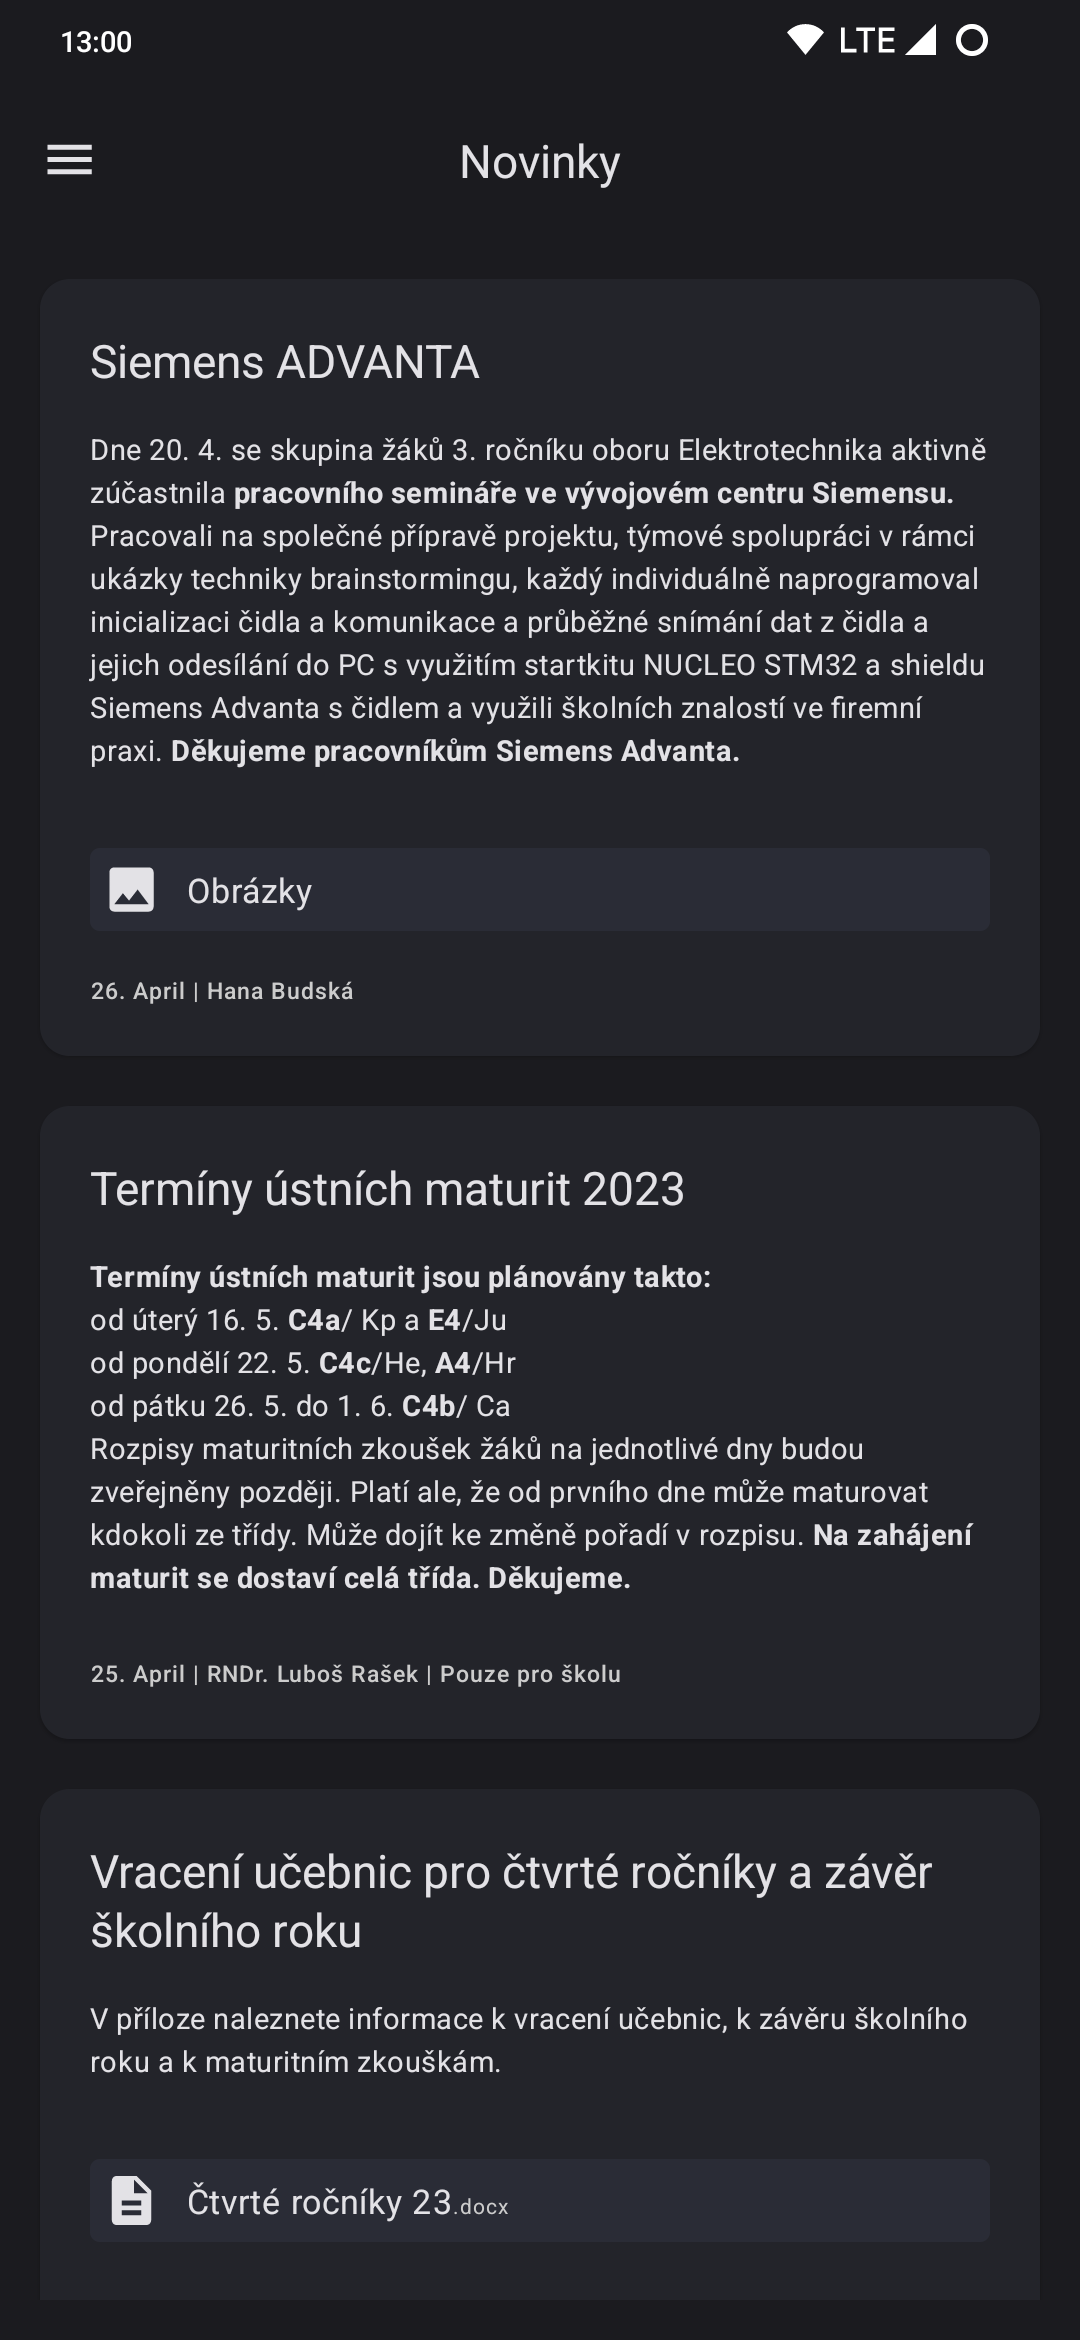 13:00
LTE
Novinky
Siemens ADVANTA
Dne 20. 4. se skupina žáků 3. ročníku oboru Elektrotechnika aktivně
zúčastnila pracovního semináře ve vývojovém centru Siemensu.
Pracovali na společné přípravě projektu, týmové spolupráci v rámci
ukázky techniky brainstormingu, každý individuálně naprogramoval
inicializaci čidla a komunikace a průběžné snímání dat z čidla a
jejich odesílání do PC s využitím startkitu NUCLEO STM32 a shieldu
Siemens Advanta s čidlem a využili školních znalostí ve firemní
praxi. Děkujeme pracovníkům Siemens Advanta.
Obrázky
26. April | Hana Budská
Termíny ústních maturit 2023
Termíny ústních maturit jsou plánovány takto:
od úterý 16. 5. C4a/ Kp a E4/Ju
od pondělí 22. 5. C4c/He, A4/Hr
od pátku 26. 5. do 1. 6. C4b/ Ca
Rozpisy maturitních zkoušek žáků na jednotlivé dny budou
zveřejněny později. Platí ale, že od prvního dne může maturovat
kdokoli ze třídy. Může dojít ke změně pořadí v rozpisu. Na zahájení
maturit se dostaví celá třída. Děkujeme.
25. April | RNDr. Luboš Rašek | Pouze pro školu
Vracení učebnic pro čtvrté ročníky a závěr
školního roku
V příloze naleznete informace k vracení učebnic, k závěru školního
roku a k maturitním zkouškám.
Čtvrté ročníky 23.docx